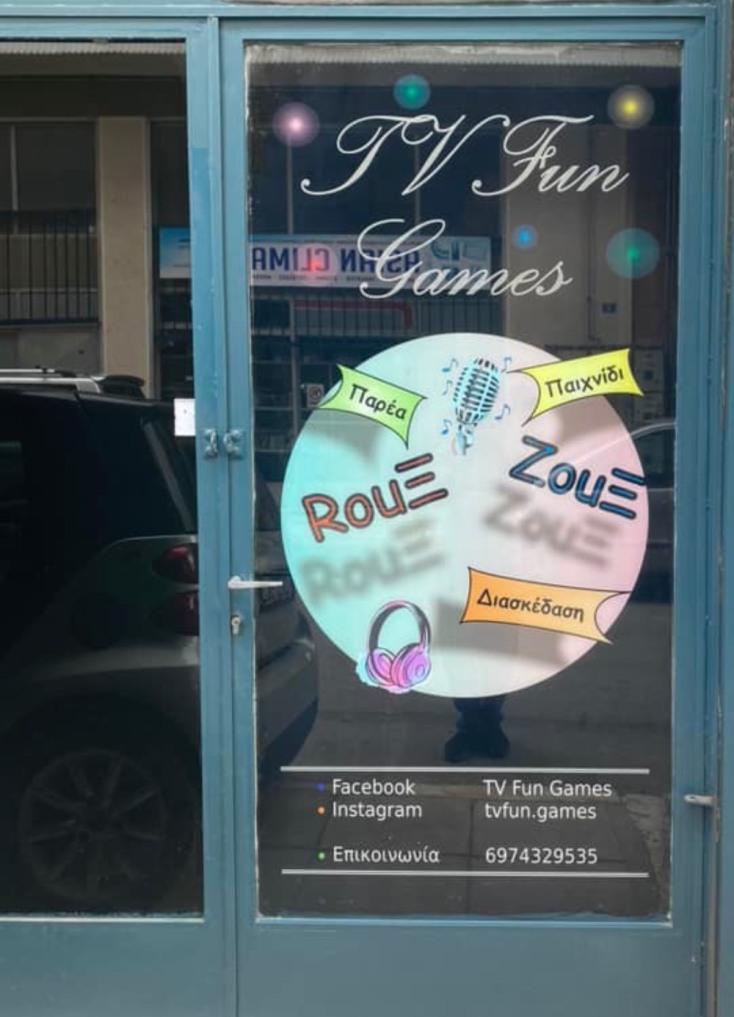 TV Fun
Games
Παρέα
Παιχνίδι
RouΞ
ZouΞ
Διασκέδαση
Facebook TV Fun Games
Instagram tvfun.games
Επικοινωνία 6974329535